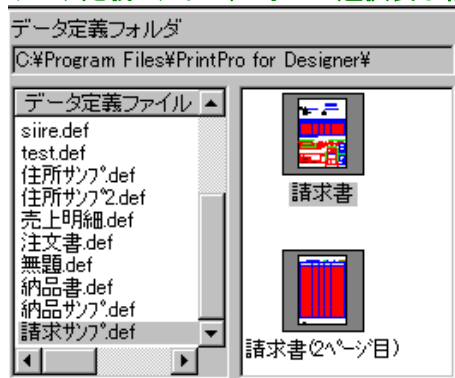 データ定義フォルダ
C:¥Program Files¥PrintPro for Designer¥
データ定義ファイル
siire.def
test.def
住所ｻﾝﾌﾟ.def
住所ｻﾝﾌﾟ2.def
売上明細.def
注文書.def
無題.def
納品書.def
納品ｻﾝﾌﾟ.def
請求ｻﾝﾌﾟ.def
請求書
請求書(2ﾍﾟｰｼﾞ目)